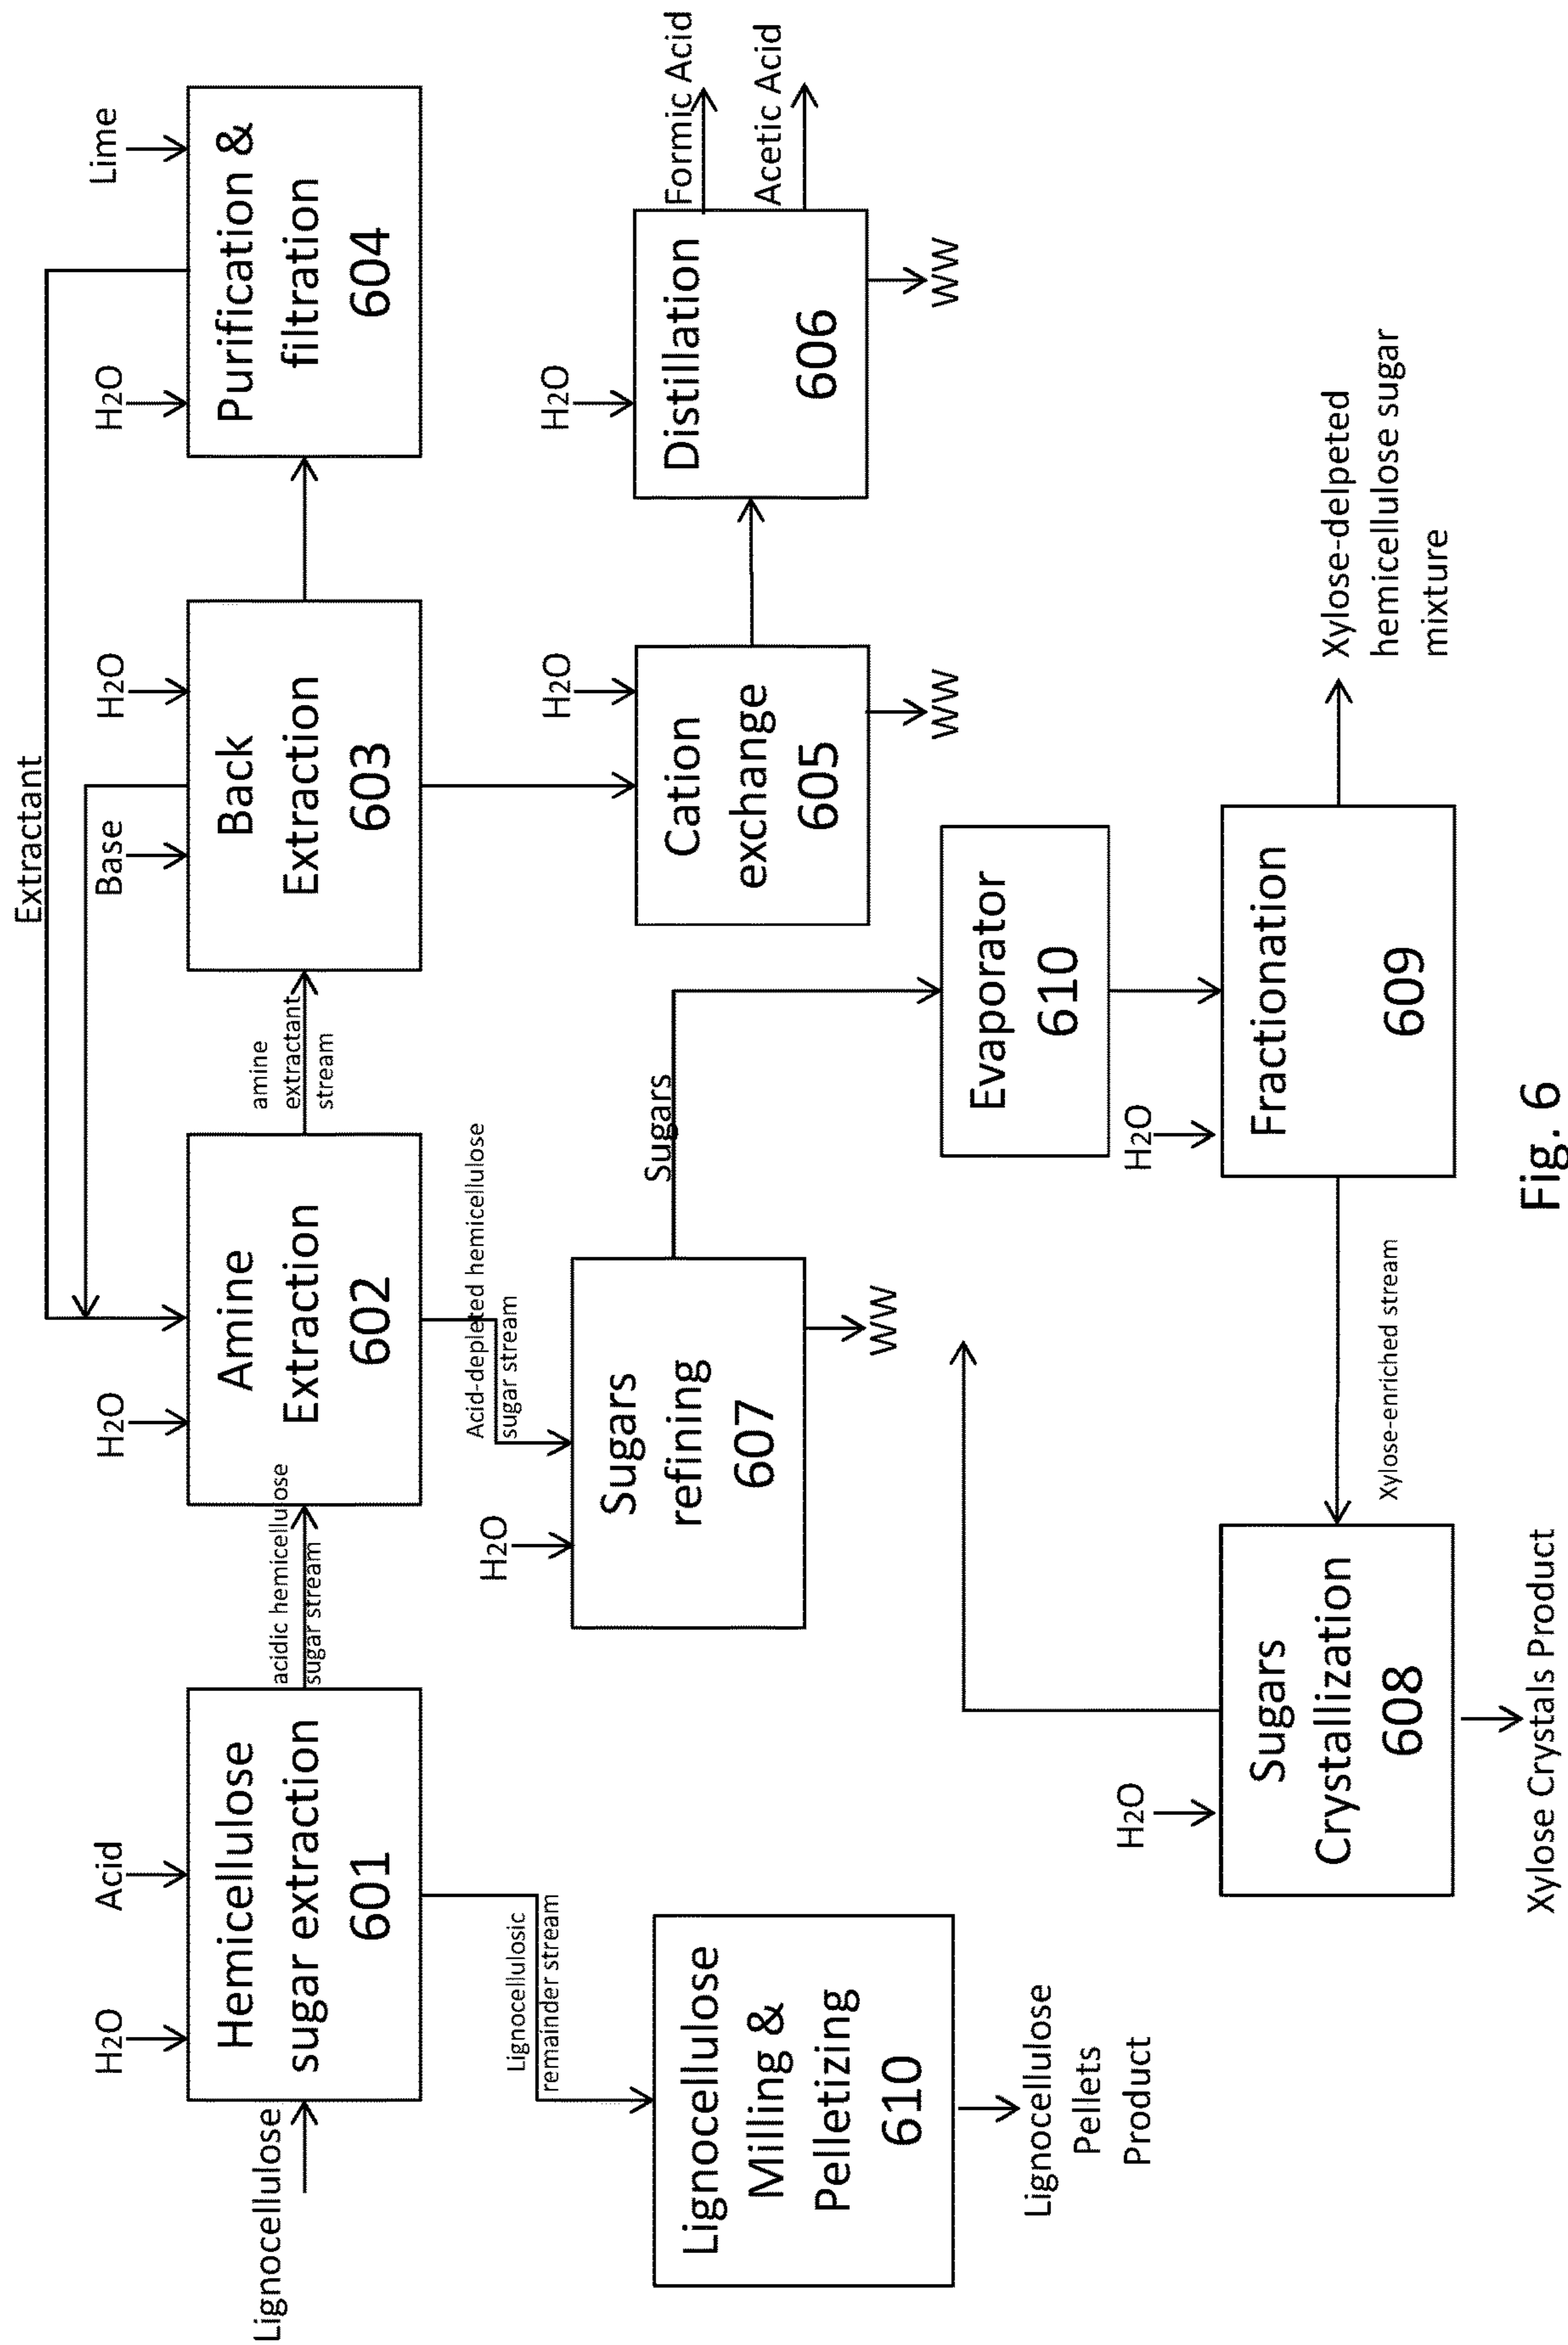 Extractant
H2O
Acid
H2O
Base
H2O
H2O
Lime
Lignocellulose
Hemicellulose
sugar extraction
601
acidic hemicellulose
sugar stream
Amine
Extraction
602
amine
extractant
stream
Back
Extraction
603
Purification &
filtration
604
Lignocellulosic
remainder stream
Acid-depleted hemicellulose
sugar stream
H2O
H2O
H2O
Lignocellulose
Milling &
Pelletizing
610
Sugars
refining
607
Sugars
Cation
exchange
605
Distillation
606
Formic Acid
Acetic Acid
WW
WW
WW
Lignocellulose
Pellets
Product
Evaporator
610
H2O
H2O
Sugars
Crystallization
608
Xylose-enriched stream
Fractionation
609
Xylose-delpeted
hemicellulose sugar
mixture
Xylose Crystals Product
Fig. 6